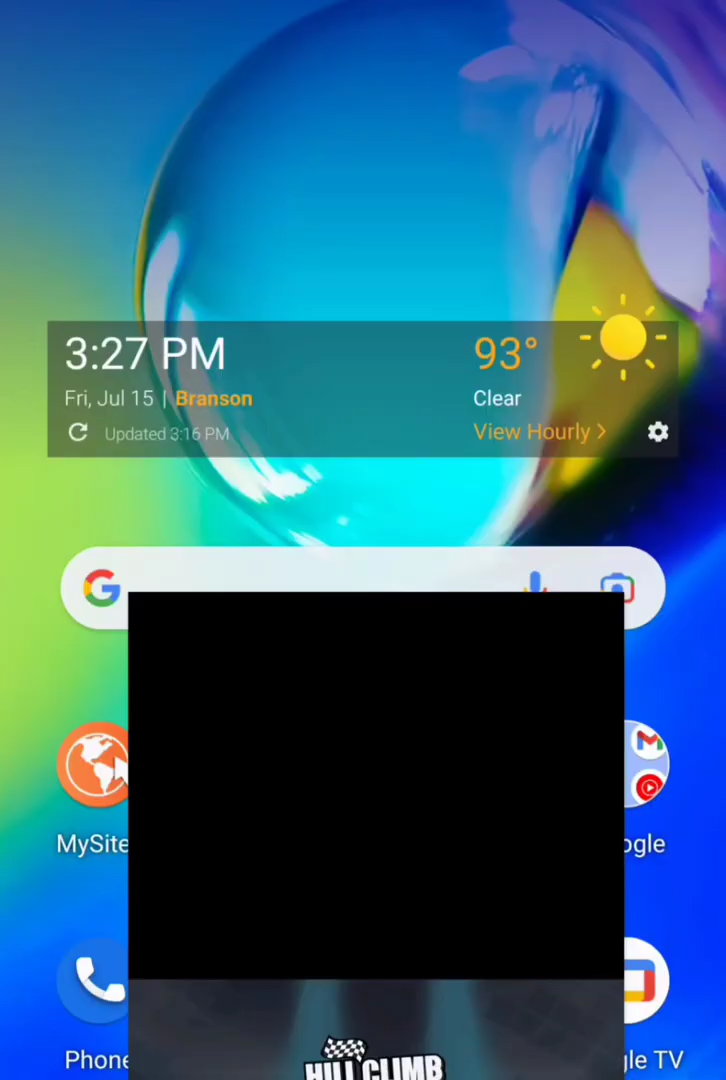 3:27 PM
93°
Fri, Jul 15 | Branson
Clear
Updated 3:16 PM
View Hourly >
G
MySite
ogle
Phone
gle TV
HILL CLIMB